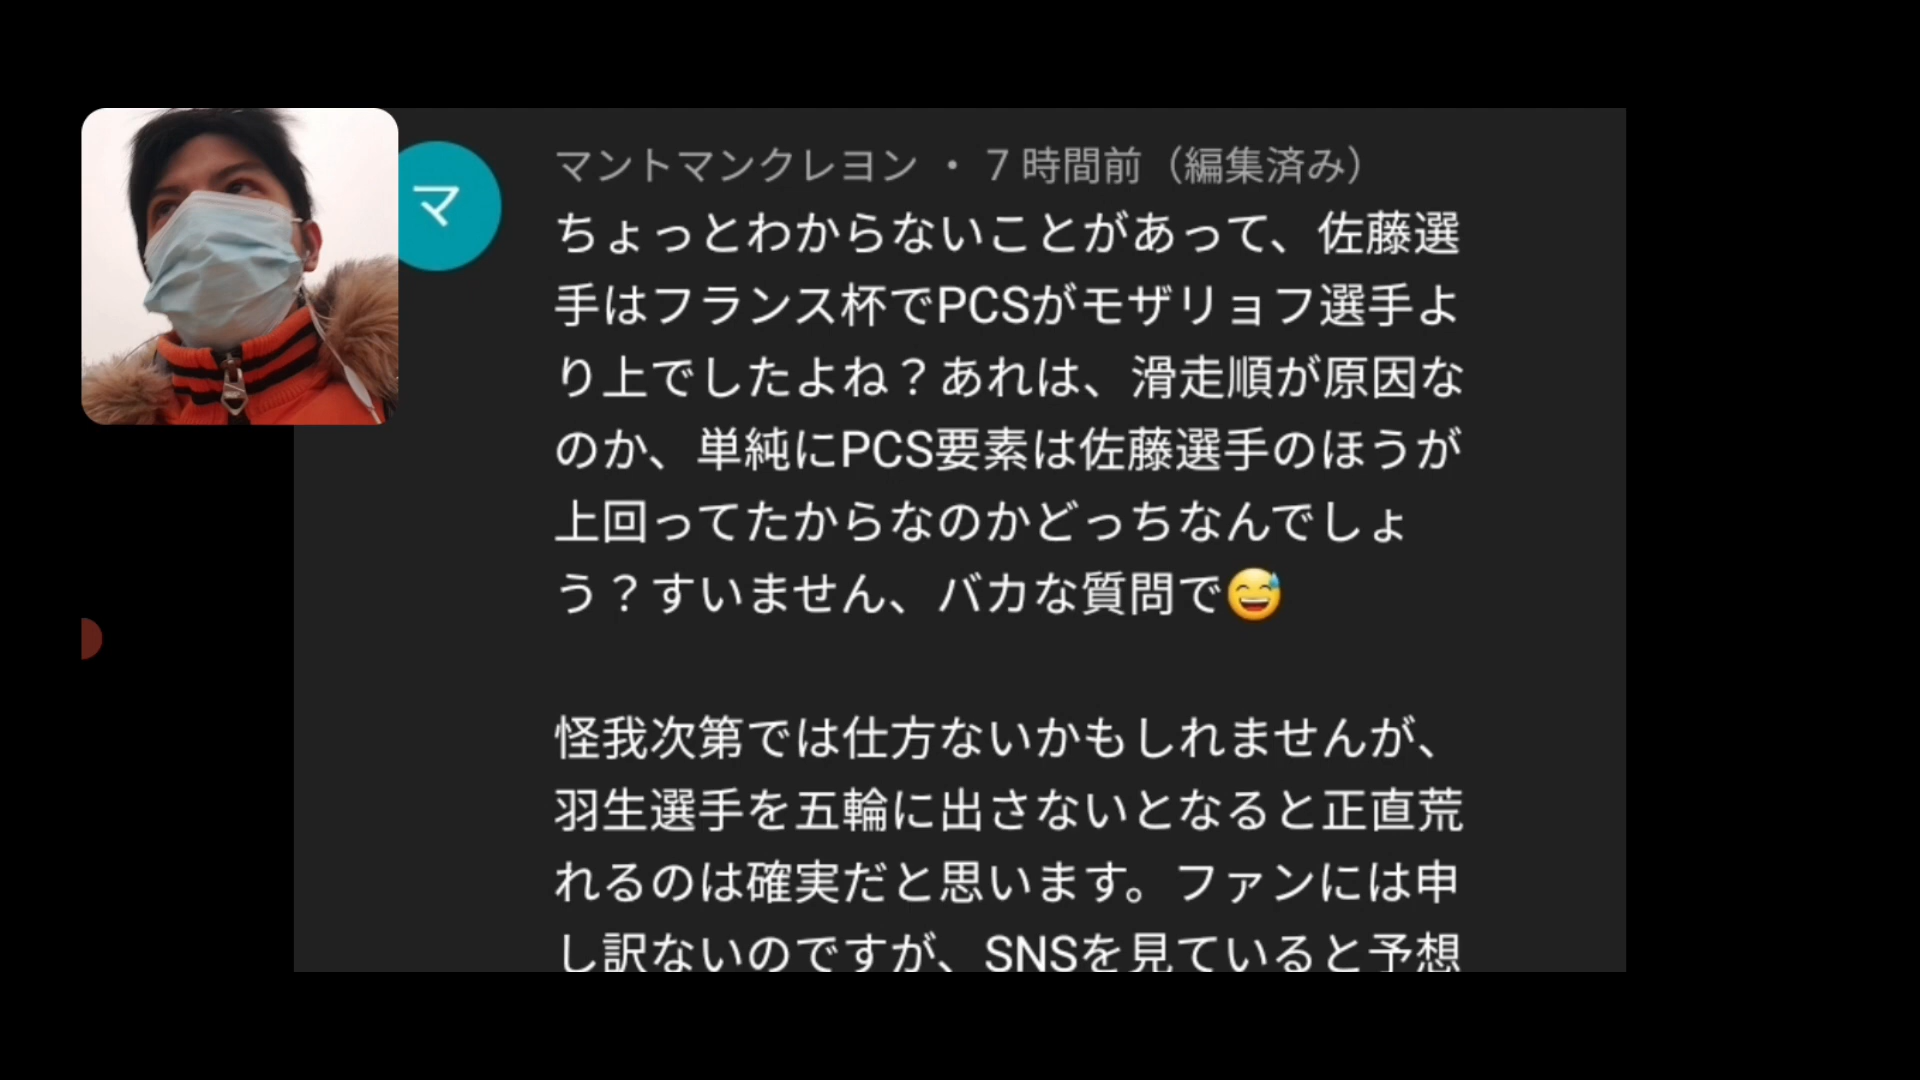 マ
マントマンクレヨン ・ 7 時間前（編集済み）
ちょっとわからないことがあって、佐藤選
手はフランス杯でPCSがモザリョフ選手よ
り上でしたよね？あれは、滑走順が原因な
のか、単純にPCS要素は佐藤選手のほうが
上回ってたからなのかどっちなんでしょ
う？すいません、バカな質問で😅
怪我次第では仕方ないかもしれませんが、
羽生選手を五輪に出さないとなると正直荒
れるのは確実だと思います。ファンには申
し訳ないのですが、SNSを見ていると予想